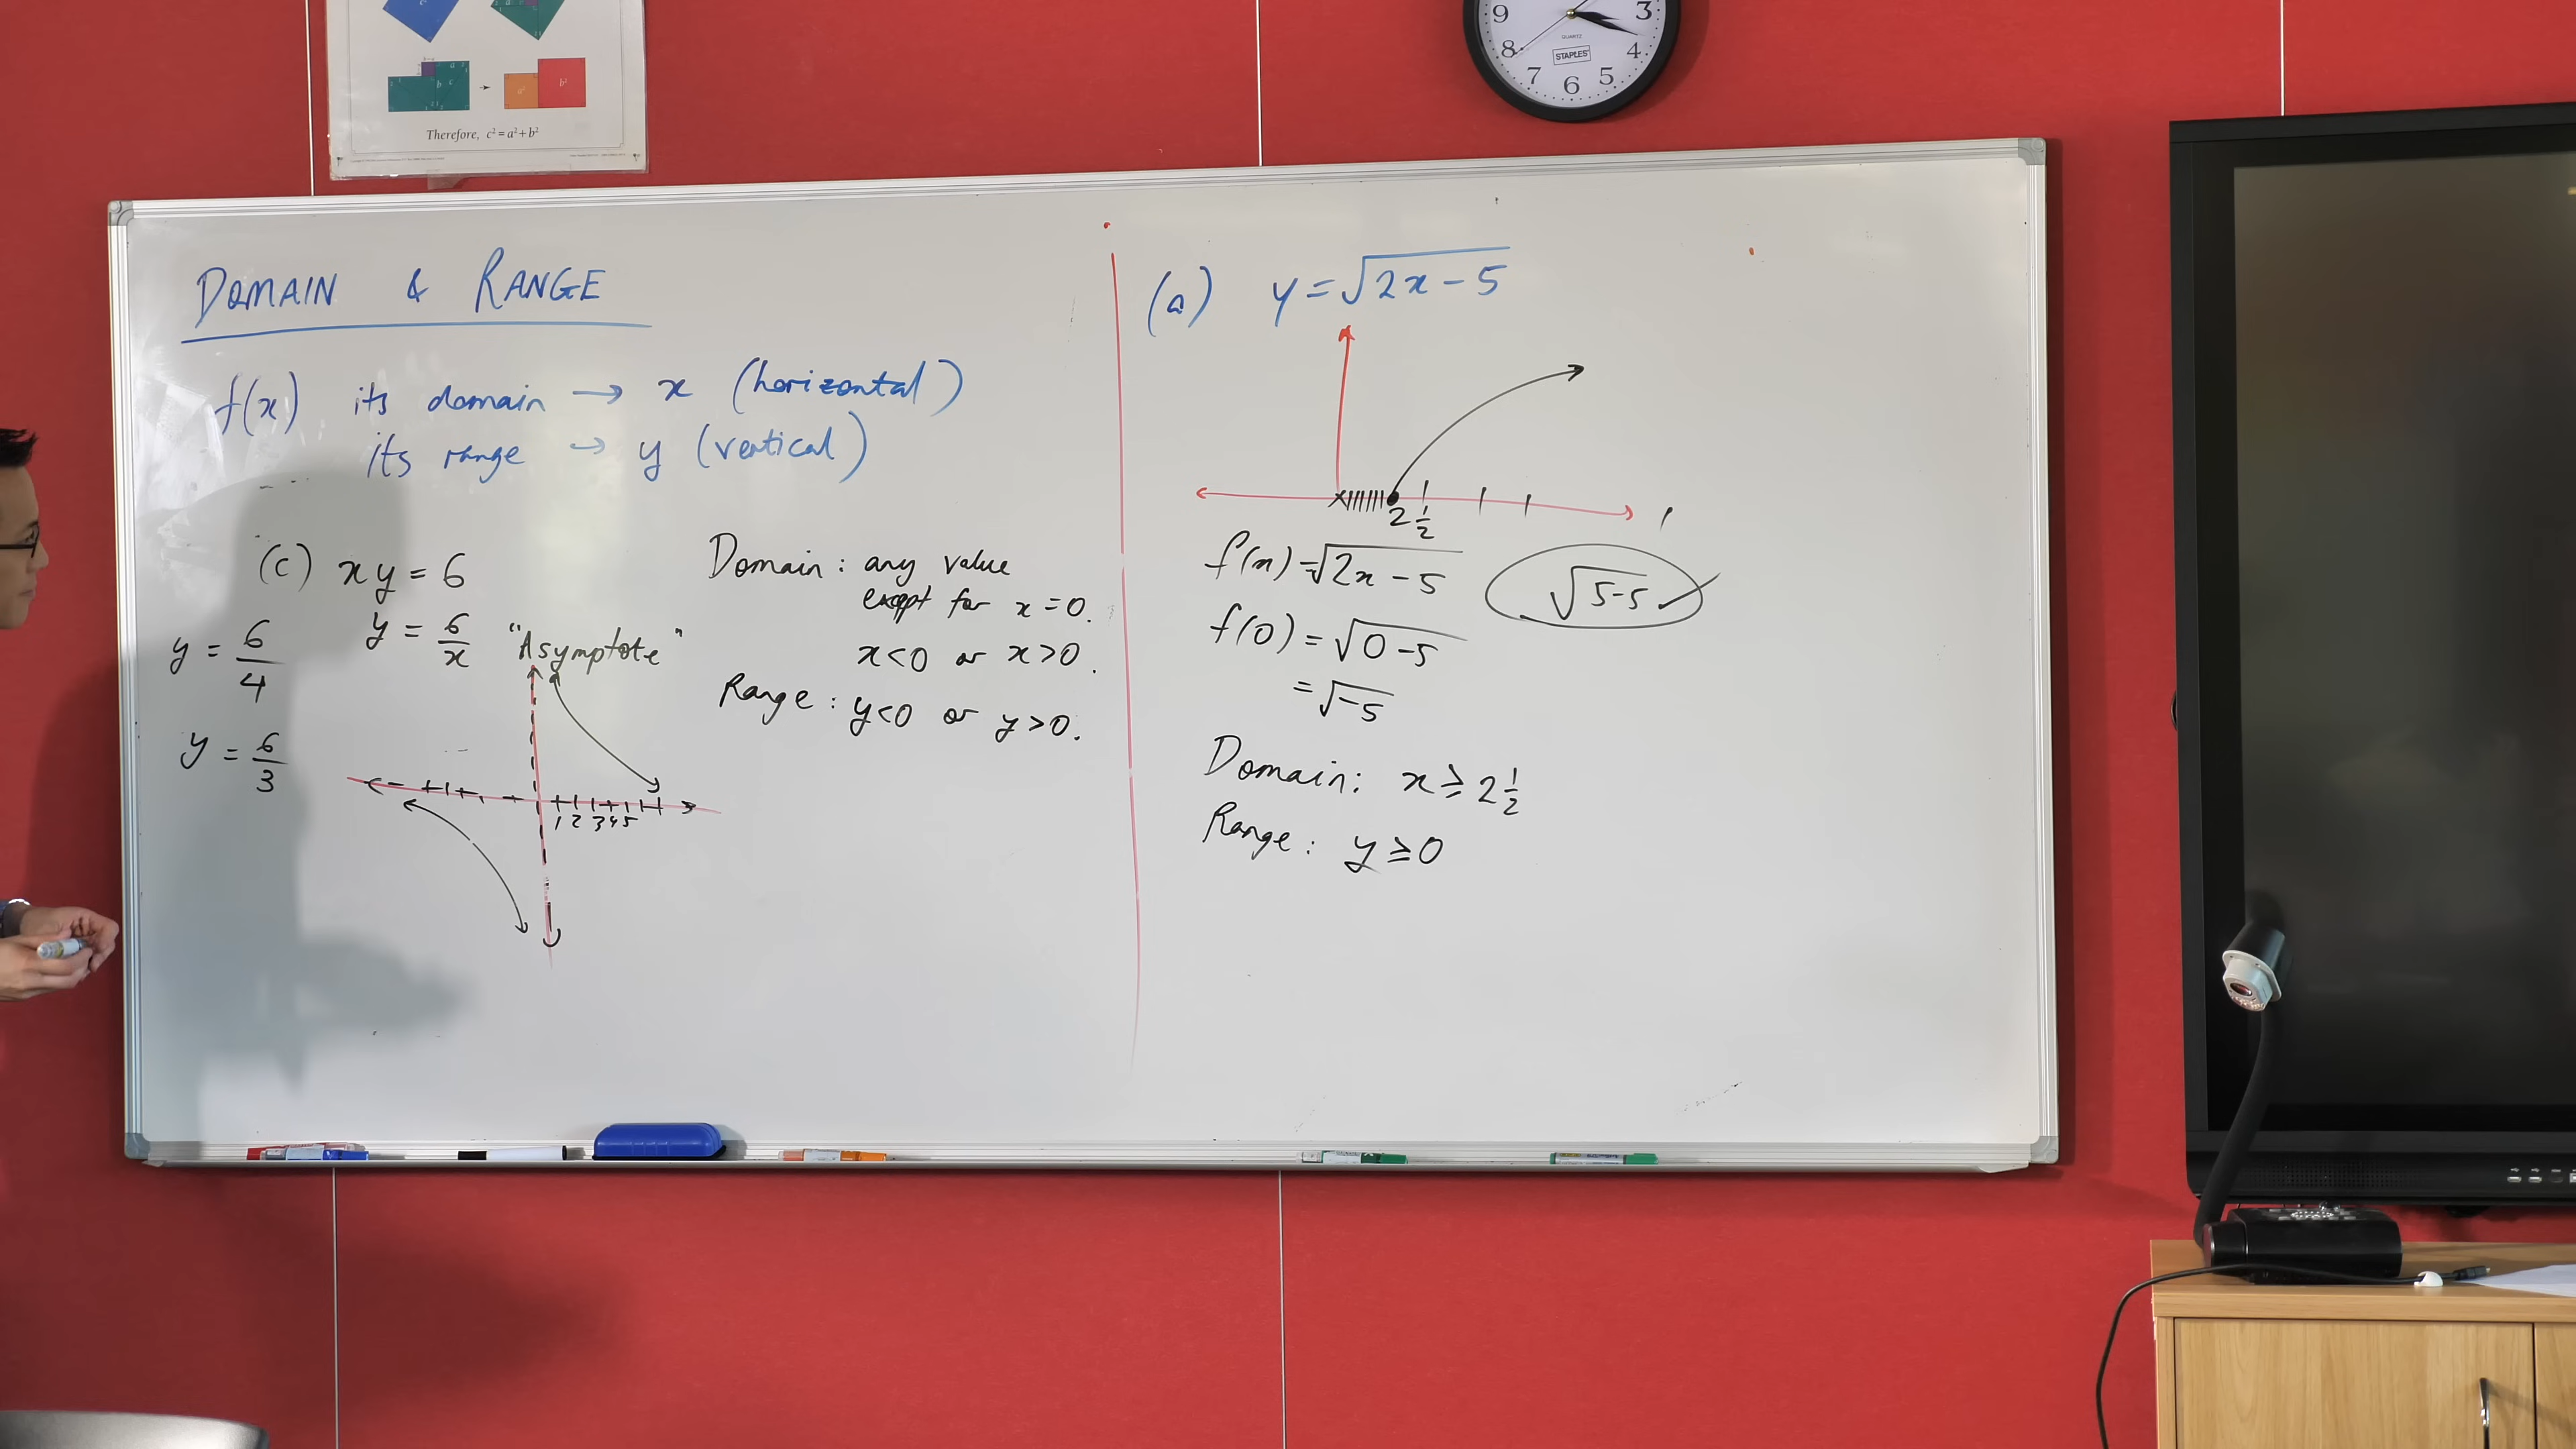 Therefore, c² = a² + b²
9 3
8 4
7 6 5
QUARTZ
STAPLES
DOMAIN & RANGE
f(x) its domain → x (horizontal)
its range → y (vertical)
(c) xy = 6
y = 6/x
y = 6/4
y = 6/3
"Asymptote"
1 2 3 4 5
Domain: any value
except for x = 0.
x < 0 or x > 0.
Range: y < 0 or y > 0.
(a) y = √(2x - 5)
2 1/2
f(x) = √(2x - 5)
√(5-5) ✓
f(0) = √(0 - 5)
= √-5
Domain: x ≥ 2 1/2
Range: y ≥ 0